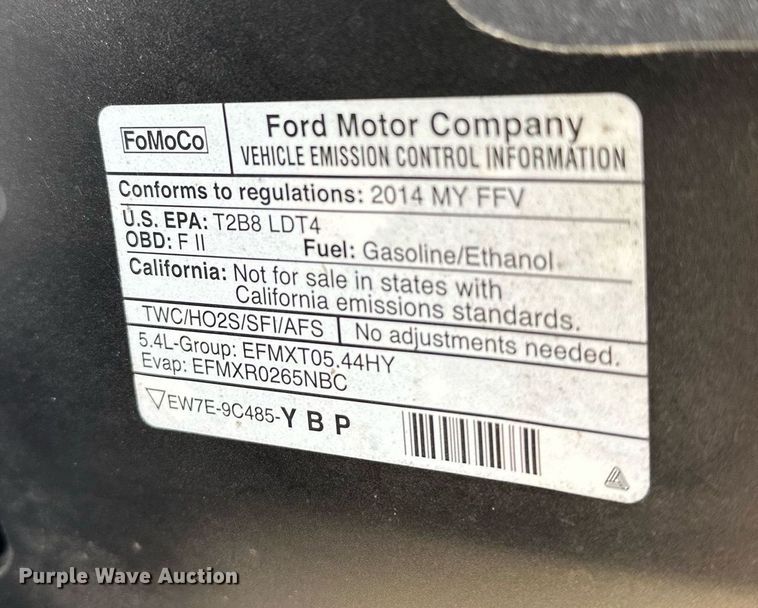 FoMoCo
Ford Motor Company
VEHICLE EMISSION CONTROL INFORMATION
Conforms to regulations: 2014 MY FFV
U.S. EPA: T2B8 LDT4
OBD: F II Fuel: Gasoline/Ethanol
California: Not for sale in states with
California emissions standards.
TWC/HO2S/SFI/AFS No adjustments needed.
5.4L-Group: EFMXT05.44HY
Evap: EFMXR0265NBC
EW7E-9C485-YBP
Purple Wave Auction